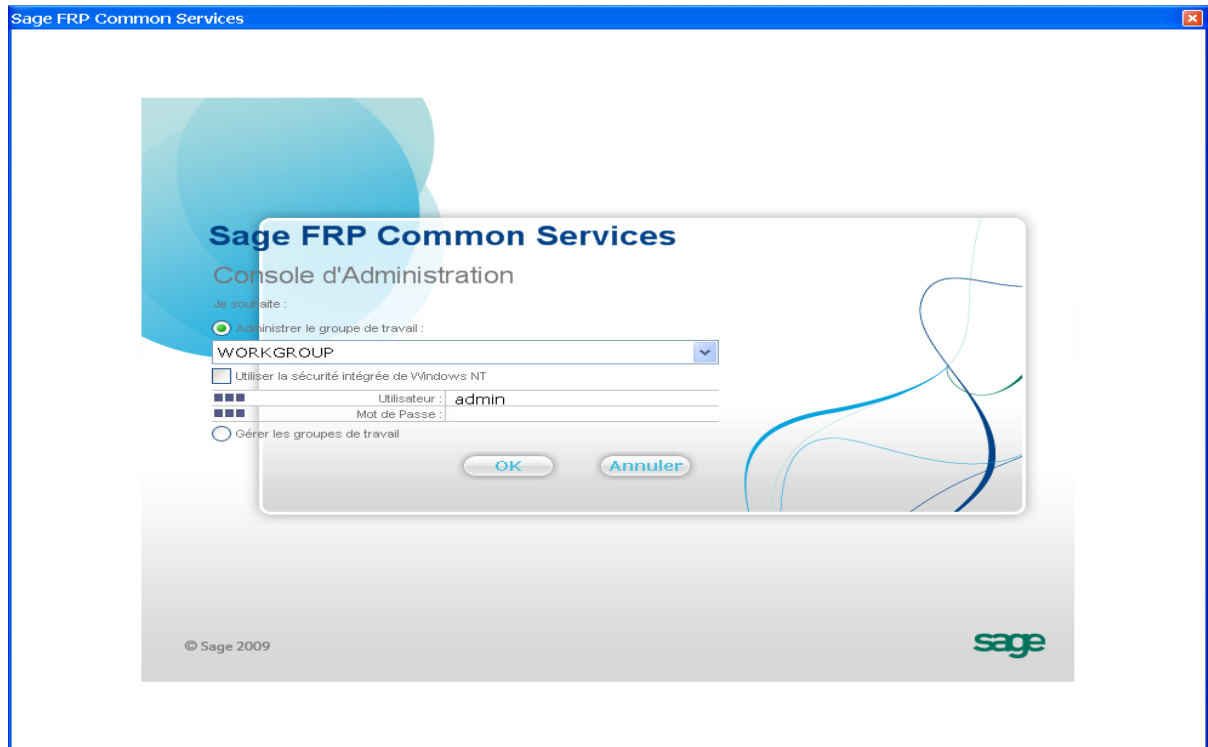 Sage FRP Common Services
Sage FRP Common Services
Console d'Administration
Je souhaite :
Administrer le groupe de travail :
WORKGROUP
Utiliser la sécurité intégrée de Windows NT
Utilisateur : admin
Mot de Passe :
Gérer les groupes de travail
OK Annuler
© Sage 2009
sage